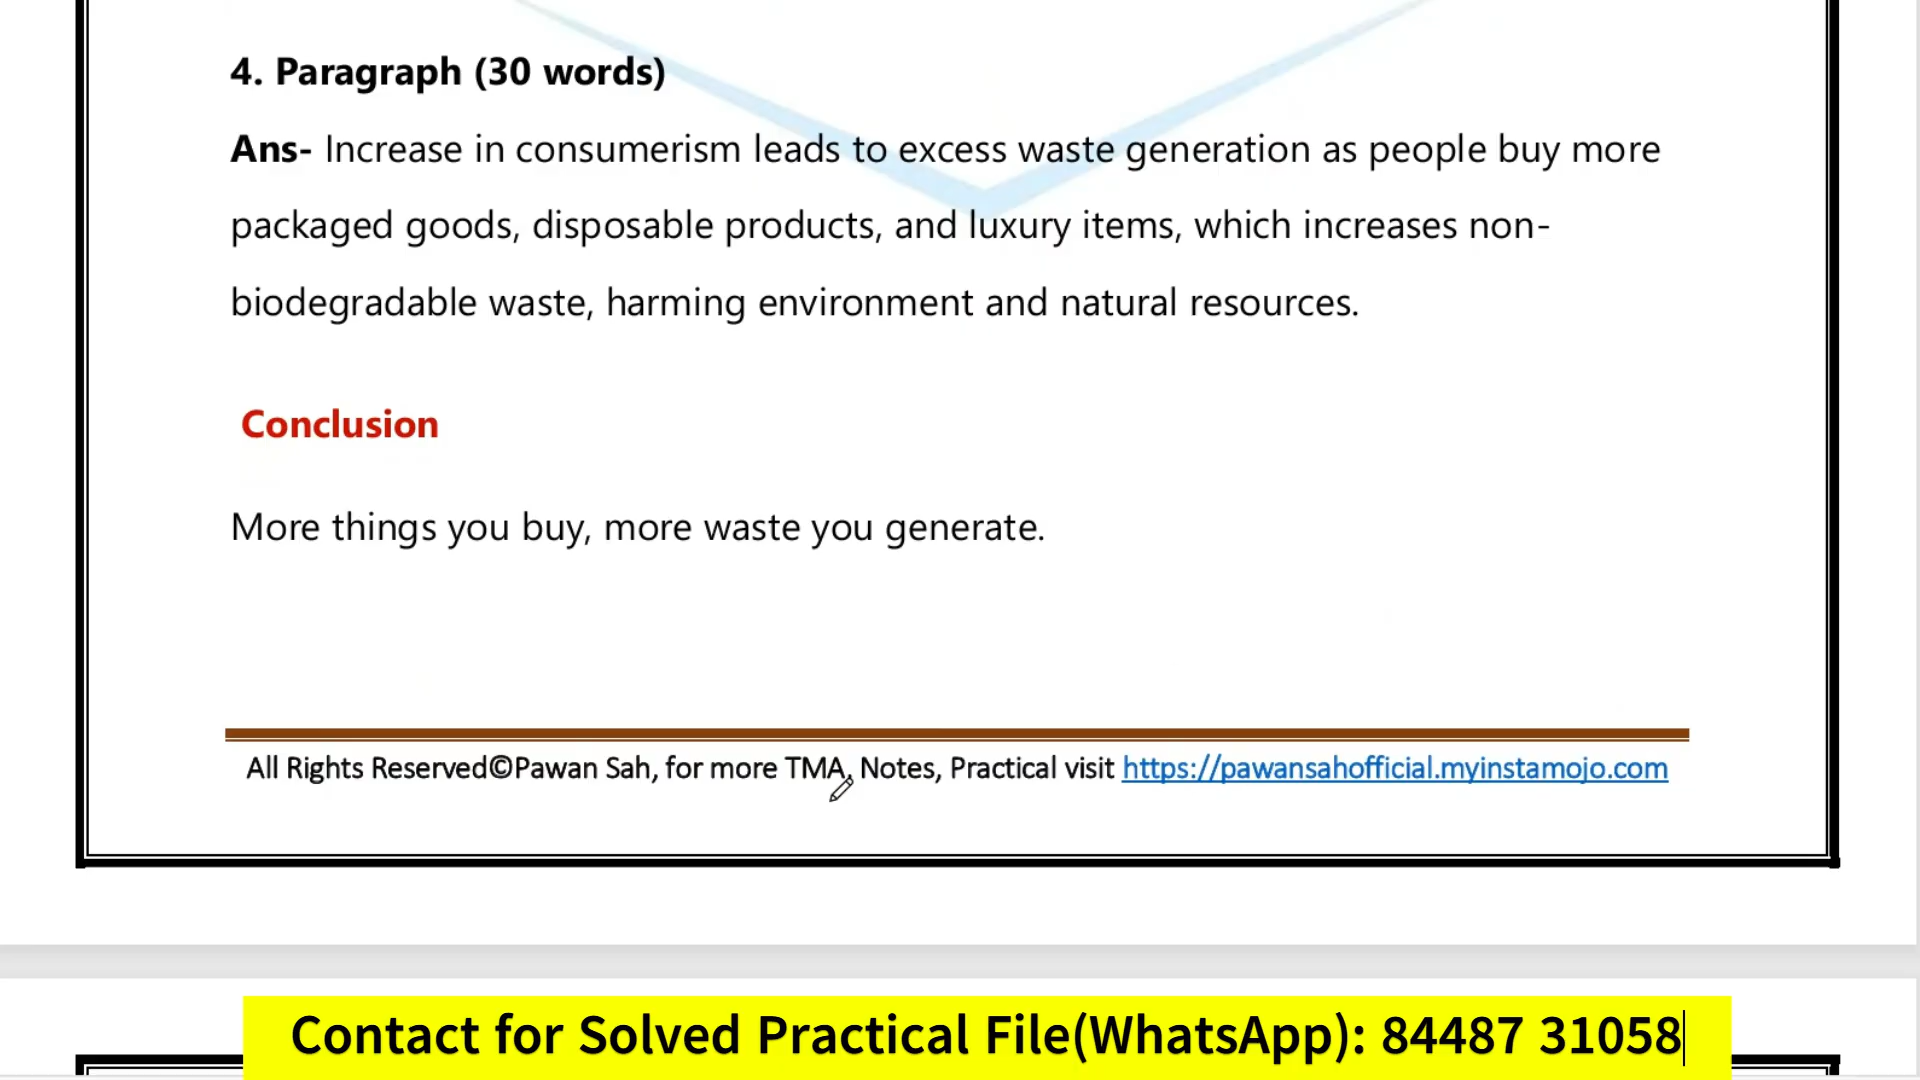 4. Paragraph (30 words)
Ans- Increase in consumerism leads to excess waste generation as people buy more
packaged goods, disposable products, and luxury items, which increases non-
biodegradable waste, harming environment and natural resources.
Conclusion
More things you buy, more waste you generate.
All Rights Reserved©Pawan Sah, for more TMA, Notes, Practical visit https://pawansahofficial.myinstamojo.com
Contact for Solved Practical File(WhatsApp): 84487 31058